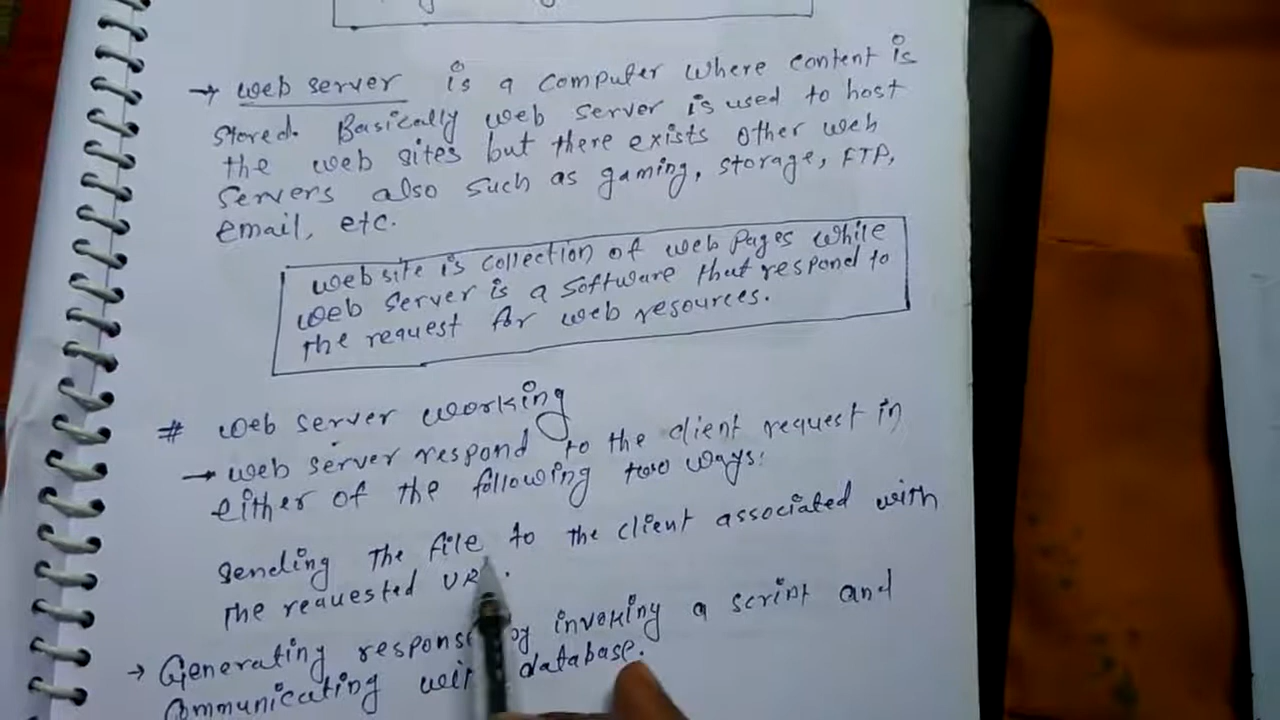 → web server is a computer where content is
stored. Basically web server is used to host
the web sites but there exists other web
servers also such as gaming, storage, FTP,
email, etc.
website is collection of web pages while
web server is a software that respond to
the request for web resources.
# web server working
→ web server respond to the client request in
either of the following two ways:
sending the file to the client associated with
the requested
→ Generating response by invoking a script and
communicating with database.